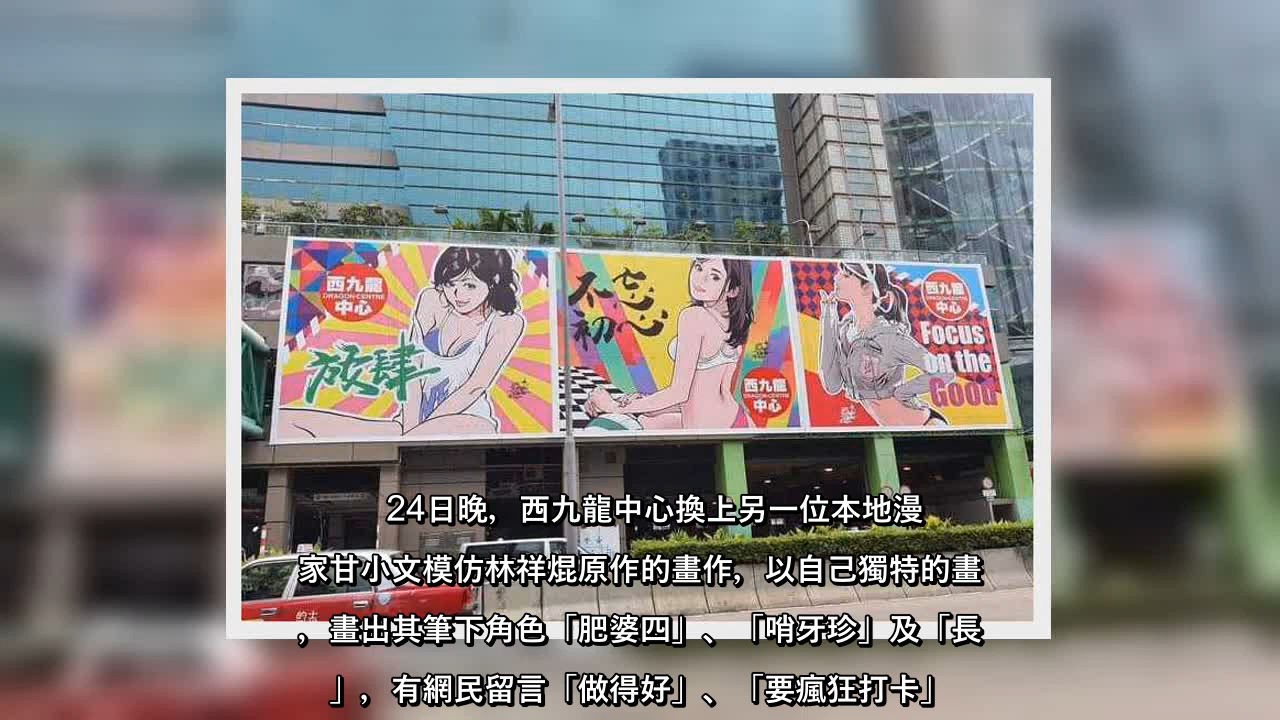 西九龍
DRAGON CENTRE
中心
放肆
不忘
初心
西九龍
DRAGON CENTRE
中心
西九龍
DRAGON CENTRE
中心
Focus
on the
Good
的士
24日晚，西九龍中心換上另一位本地漫
家甘小文模仿林祥焜原作的畫作，以自己獨特的畫
，畫出其筆下角色「肥婆四」、「哨牙珍」及「長
」，有網民留言「做得好」、「要瘋狂打卡」